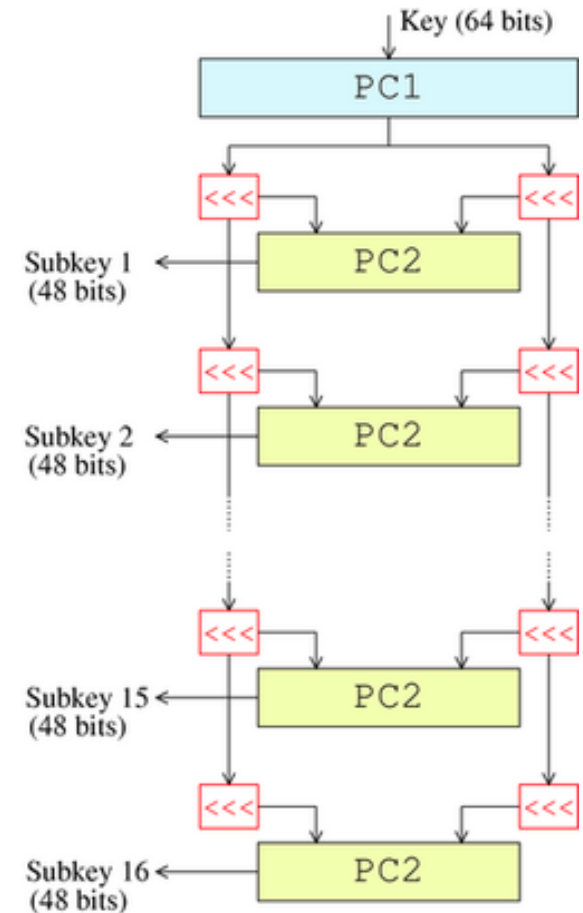 Key (64 bits)
PC1
<<< <<<
PC2
Subkey 1
(48 bits)
<<< <<<
PC2
Subkey 2
(48 bits)
<<< <<<
PC2
Subkey 15
(48 bits)
<<< <<<
PC2
Subkey 16
(48 bits)